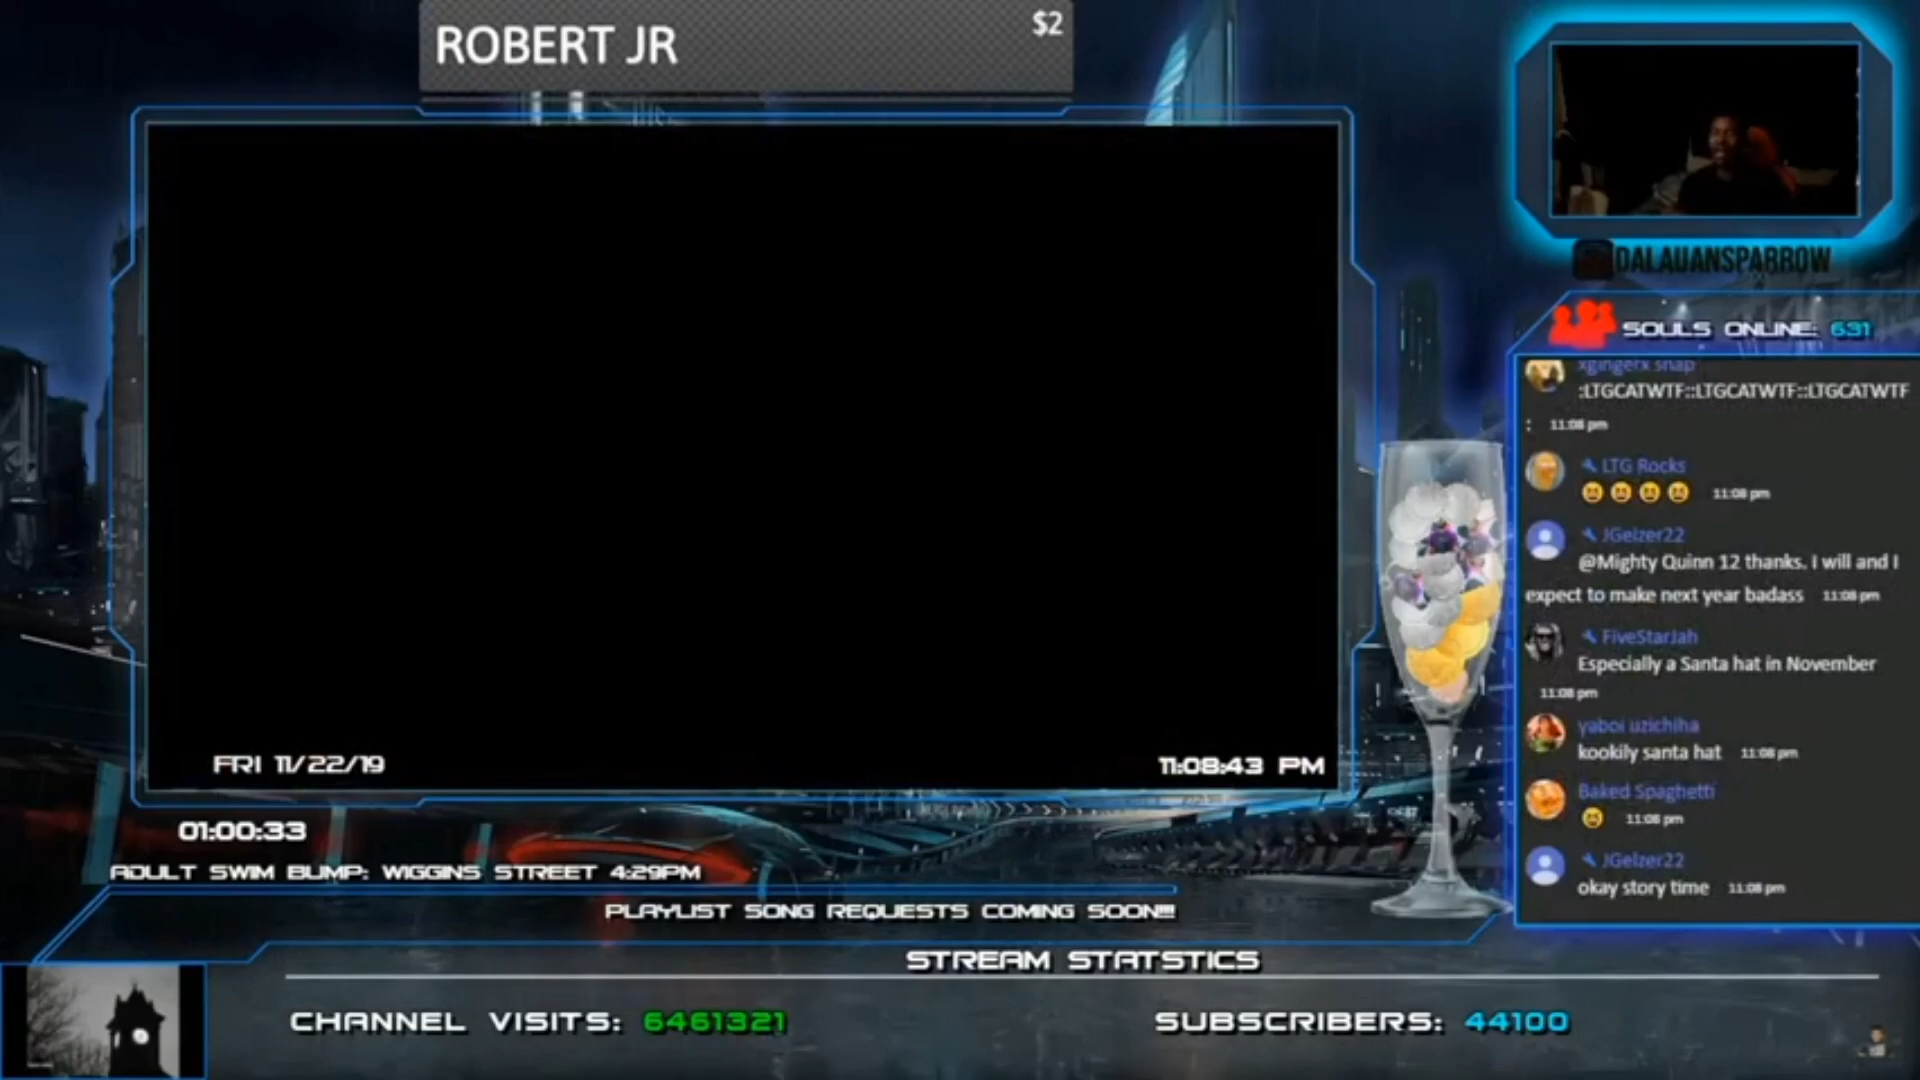 ROBERT JR
$2
DALAUANSPARROW
SOULS ONLINE: 631
xgingerx snap
:LTGCATWTF::LTGCATWTF::LTGCATWTF
: 11:08 pm
LTG Rocks
11:08 pm
JGelzer22
@Mighty Quinn 12 thanks. I will and I
expect to make next year badass 11:08 pm
FiveStarJah
Especially a Santa hat in November
11:08 pm
yaboi uzichiha
kookily santa hat 11:08 pm
Baked Spaghetti
11:08 pm
JGelzer22
okay story time 11:08 pm
FRI 11/22/19
11:08:43 PM
01:00:33
ADULT SWIM BUMP: WIGGINS STREET 4:29PM
PLAYLIST SONG REQUESTS COMING SOON!!!
STREAM STATSTICS
CHANNEL VISITS: 6461321
SUBSCRIBERS: 44100